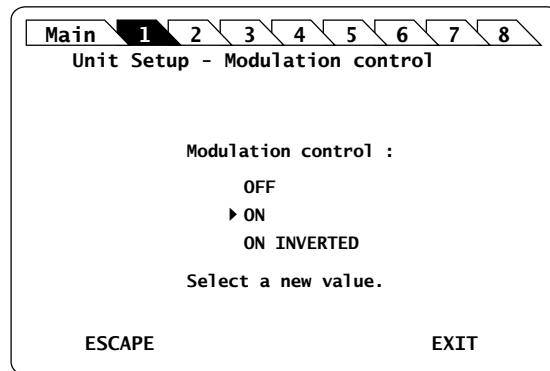 Main 1 2 3 4 5 6 7 8
Unit Setup - Modulation control
Modulation control :
OFF
ON
ON INVERTED
Select a new value.
ESCAPE EXIT